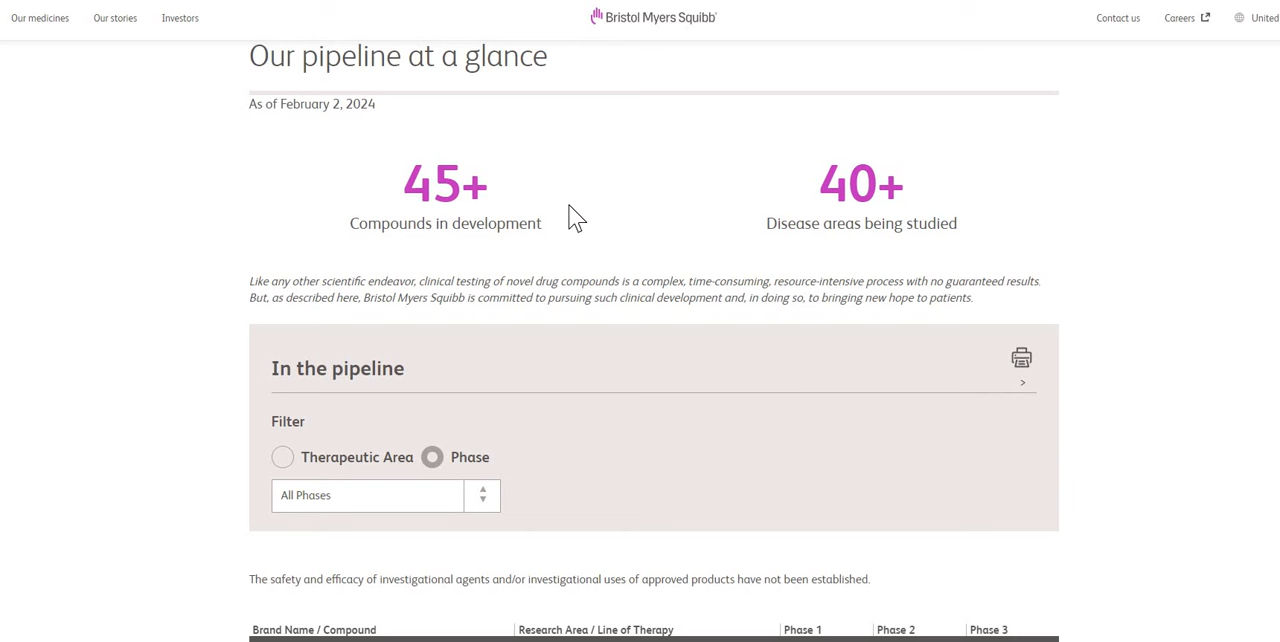 Our medicines Our stories Investors Bristol Myers Squibb Contact us Careers United
Our pipeline at a glance
As of February 2, 2024
45+ 40+
Compounds in development Disease areas being studied
Like any other scientific endeavor, clinical testing of novel drug compounds is a complex, time-consuming, resource-intensive process with no guaranteed results.
But, as described here, Bristol Myers Squibb is committed to pursuing such clinical development and, in doing so, to bringing new hope to patients.
In the pipeline
>
Filter
Therapeutic Area Phase
All Phases
The safety and efficacy of investigational agents and/or investigational uses of approved products have not been established.
Brand Name / Compound Research Area / Line of Therapy Phase 1 Phase 2 Phase 3